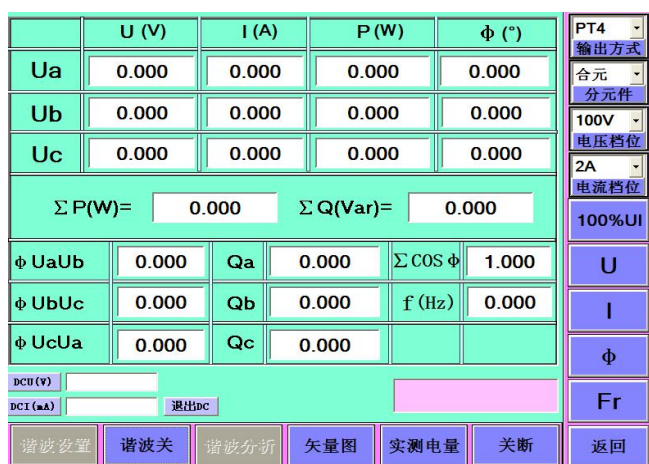 U (V) I (A) P (W) ф (°)
Ua 0.000 0.000 0.000 0.000
Ub 0.000 0.000 0.000 0.000
Uc 0.000 0.000 0.000 0.000
Σ P(W)= 0.000 Σ Q(Var)= 0.000
ф UaUb 0.000 Qa 0.000 Σ COS ф 1.000
ф UbUc 0.000 Qb 0.000 f (Hz) 0.000
ф UcUa 0.000 Qc 0.000
DCU(V)
DCI(mA) 退出DC
谐波设置 谐波关 谐波分析 矢量图 实测电量 关断
PT4
输出方式
合元
分元件
100V
电压档位
2A
电流档位
100%UI
U
I
ф
Fr
返回